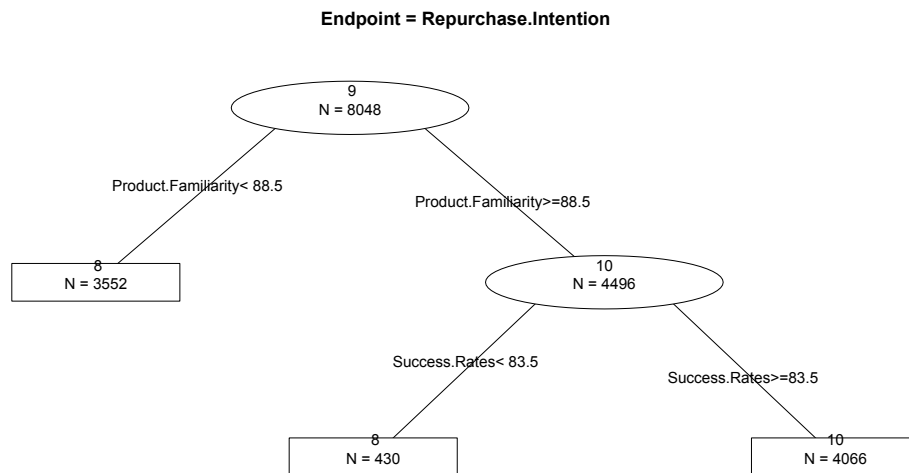 Endpoint = Repurchase.Intention
9
N = 8048
Product.Familiarity< 88.5
Product.Familiarity>=88.5
8
N = 3552
10
N = 4496
Success.Rates< 83.5
Success.Rates>=83.5
8
N = 430
10
N = 4066